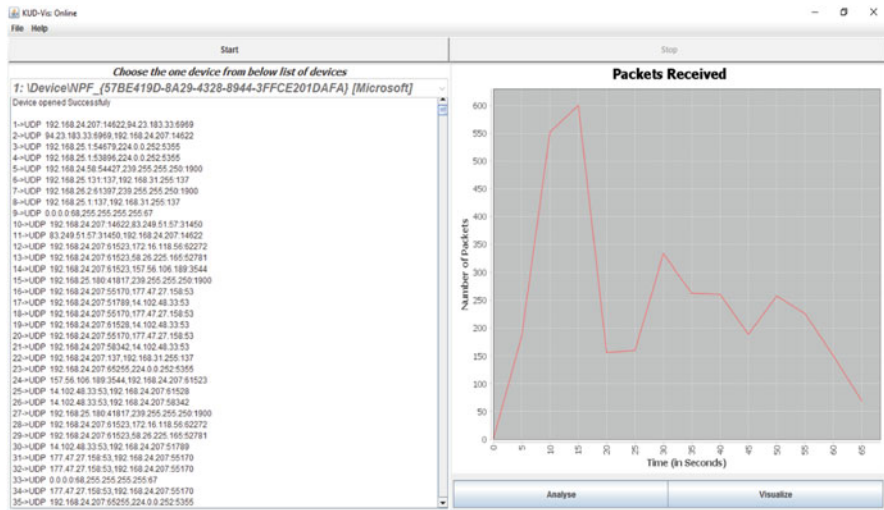 KUD-Vis: Online
File Help
Start
Stop
Choose the one device from below list of devices
1: \Device\NPF_{57BE419D-8A29-4328-8944-3FFCE201DAFA} [Microsoft]
Device opened Successfuly
1->UDP 192.168.24.207:14622,94.23.183.33:6969
2->UDP 94.23.183.33:6969,192.168.24.207:14622
3->UDP 192.168.25.1:54679,224.0.0.252:5355
4->UDP 192.168.25.1:53896,224.0.0.252:5355
5->UDP 192.168.24.58:54427,239.255.255.250:1900
6->UDP 192.168.25.131:137,192.168.31.255:137
7->UDP 192.168.26.2:61397,239.255.255.250:1900
8->UDP 192.168.25.1:137,192.168.31.255:137
9->UDP 0.0.0.0:68,255.255.255.255:67
10->UDP 192.168.24.207:14622,83.249.51.57:31450
11->UDP 83.249.51.57:31450,192.168.24.207:14622
12->UDP 192.168.24.207:61523,172.16.118.56:62272
13->UDP 192.168.24.207:61523,58.26.225.165:52781
14->UDP 192.168.24.207:61523,157.56.106.189:3544
15->UDP 192.168.25.180:41817,239.255.255.250:1900
16->UDP 192.168.24.207:55170,177.47.27.158:53
17->UDP 192.168.24.207:51789,14.102.48.33:53
18->UDP 192.168.24.207:55170,177.47.27.158:53
19->UDP 192.168.24.207:61528,14.102.48.33:53
20->UDP 192.168.24.207:55170,177.47.27.158:53
21->UDP 192.168.24.207:58342,14.102.48.33:53
22->UDP 192.168.24.207:137,192.168.31.255:137
23->UDP 192.168.24.207:65255,224.0.0.252:5355
24->UDP 157.56.106.189:3544,192.168.24.207:61523
25->UDP 14.102.48.33:53,192.168.24.207:61528
26->UDP 14.102.48.33:53,192.168.24.207:58342
27->UDP 192.168.25.180:41817,239.255.255.250:1900
28->UDP 192.168.24.207:61523,172.16.118.56:62272
29->UDP 192.168.24.207:61523,58.26.225.165:52781
30->UDP 14.102.48.33:53,192.168.24.207:51789
31->UDP 177.47.27.158:53,192.168.24.207:55170
32->UDP 177.47.27.158:53,192.168.24.207:55170
33->UDP 0.0.0.0:68,255.255.255.255:67
34->UDP 177.47.27.158:53,192.168.24.207:55170
35->UDP 192.168.24.207:65255,224.0.0.252:5355
Packets Received
Number of Packets
600
550
500
450
400
350
300
250
200
150
100
50
0
0 5 10 15 20 25 30 35 40 45 50 55 60 65
Time (in Seconds)
Analyse
Visualize